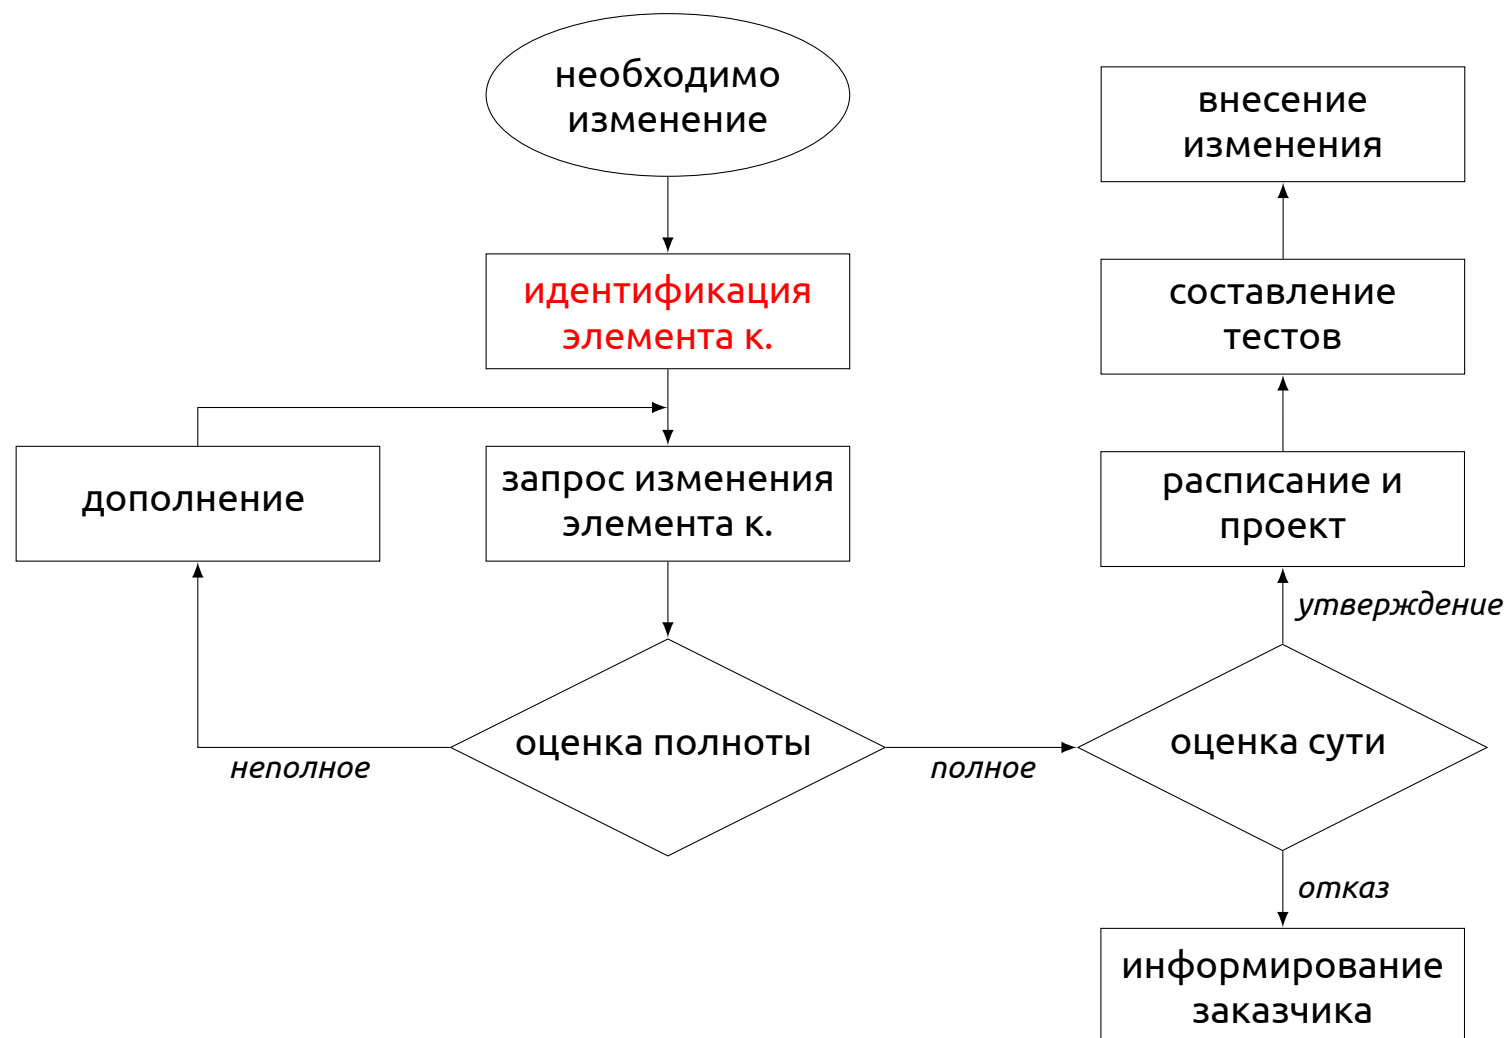 необходимо
изменение
идентификация
элемента к.
запрос изменения
элемента к.
дополнение
оценка полноты
неполное
полное
оценка сути
утверждение
расписание и
проект
составление
тестов
внесение
изменения
отказ
информирование
заказчика